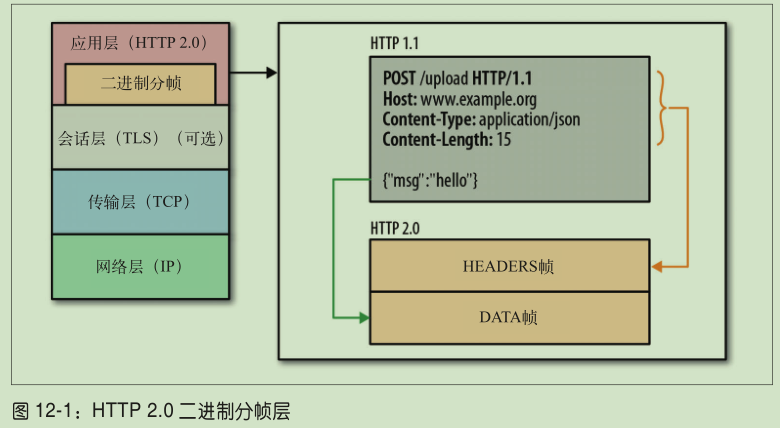 应用层（HTTP 2.0）
二进制分帧
会话层（TLS）（可选）
传输层（TCP）
网络层（IP）
HTTP 1.1
POST /upload HTTP/1.1
Host: www.example.org
Content-Type: application/json
Content-Length: 15
{"msg":"hello"}
HTTP 2.0
HEADERS帧
DATA帧
图 12-1：HTTP 2.0 二进制分帧层